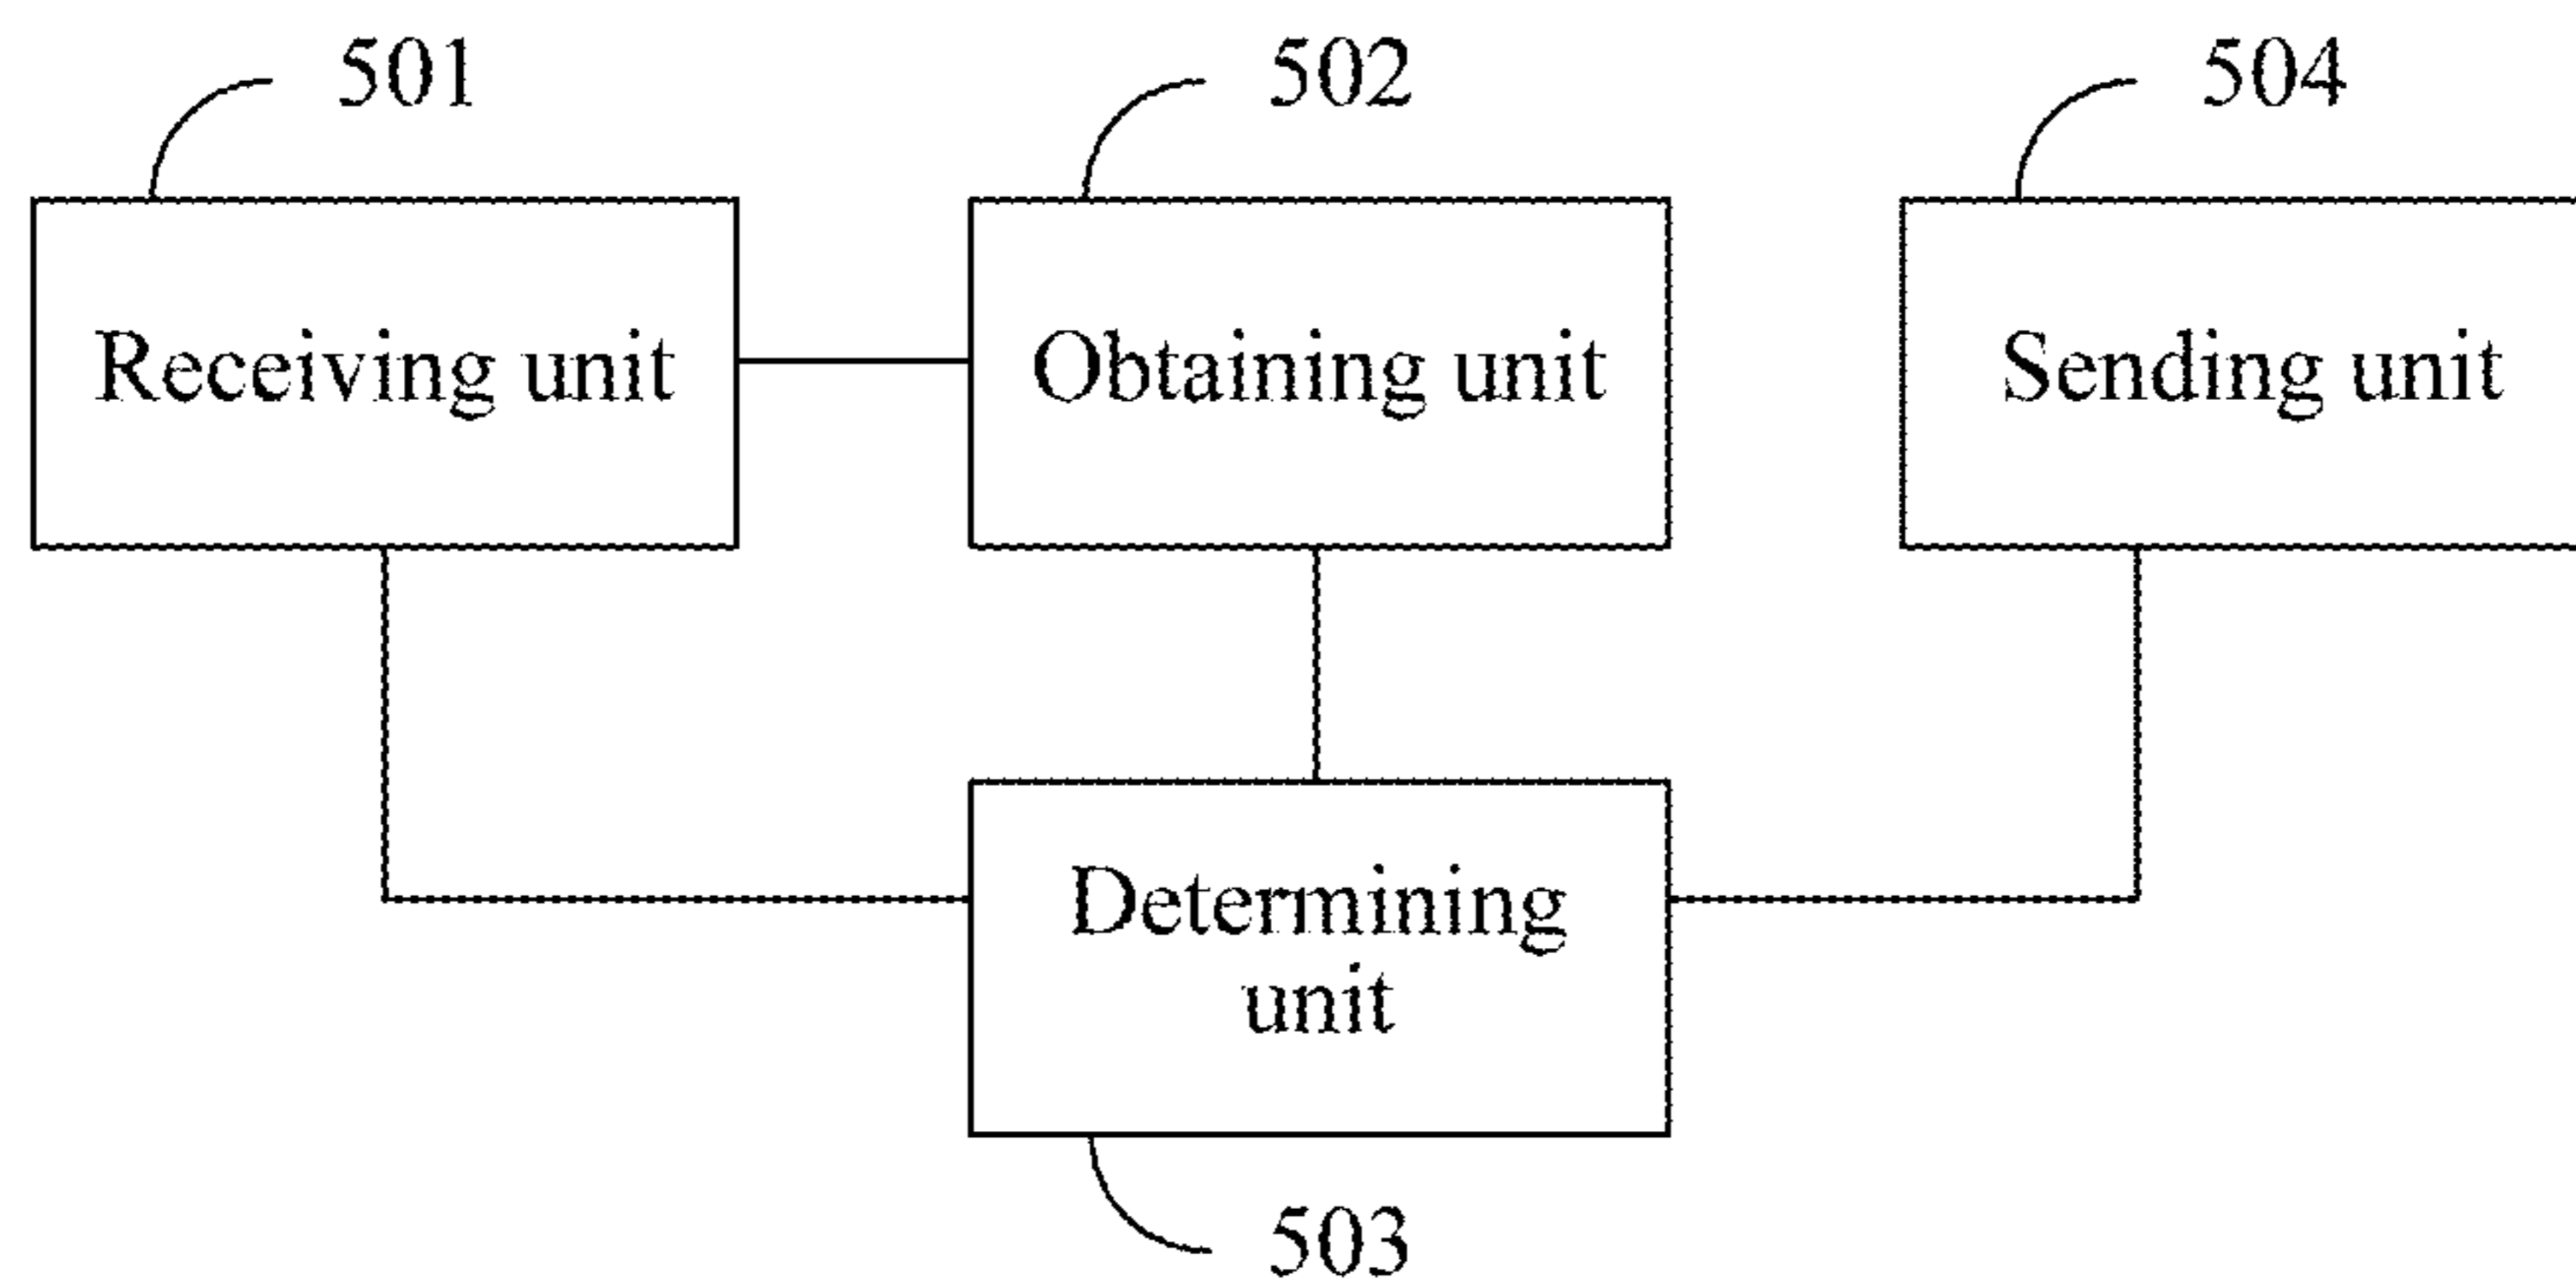 501
502
504
Receiving unit
Obtaining unit
Sending unit
Determining
unit
503